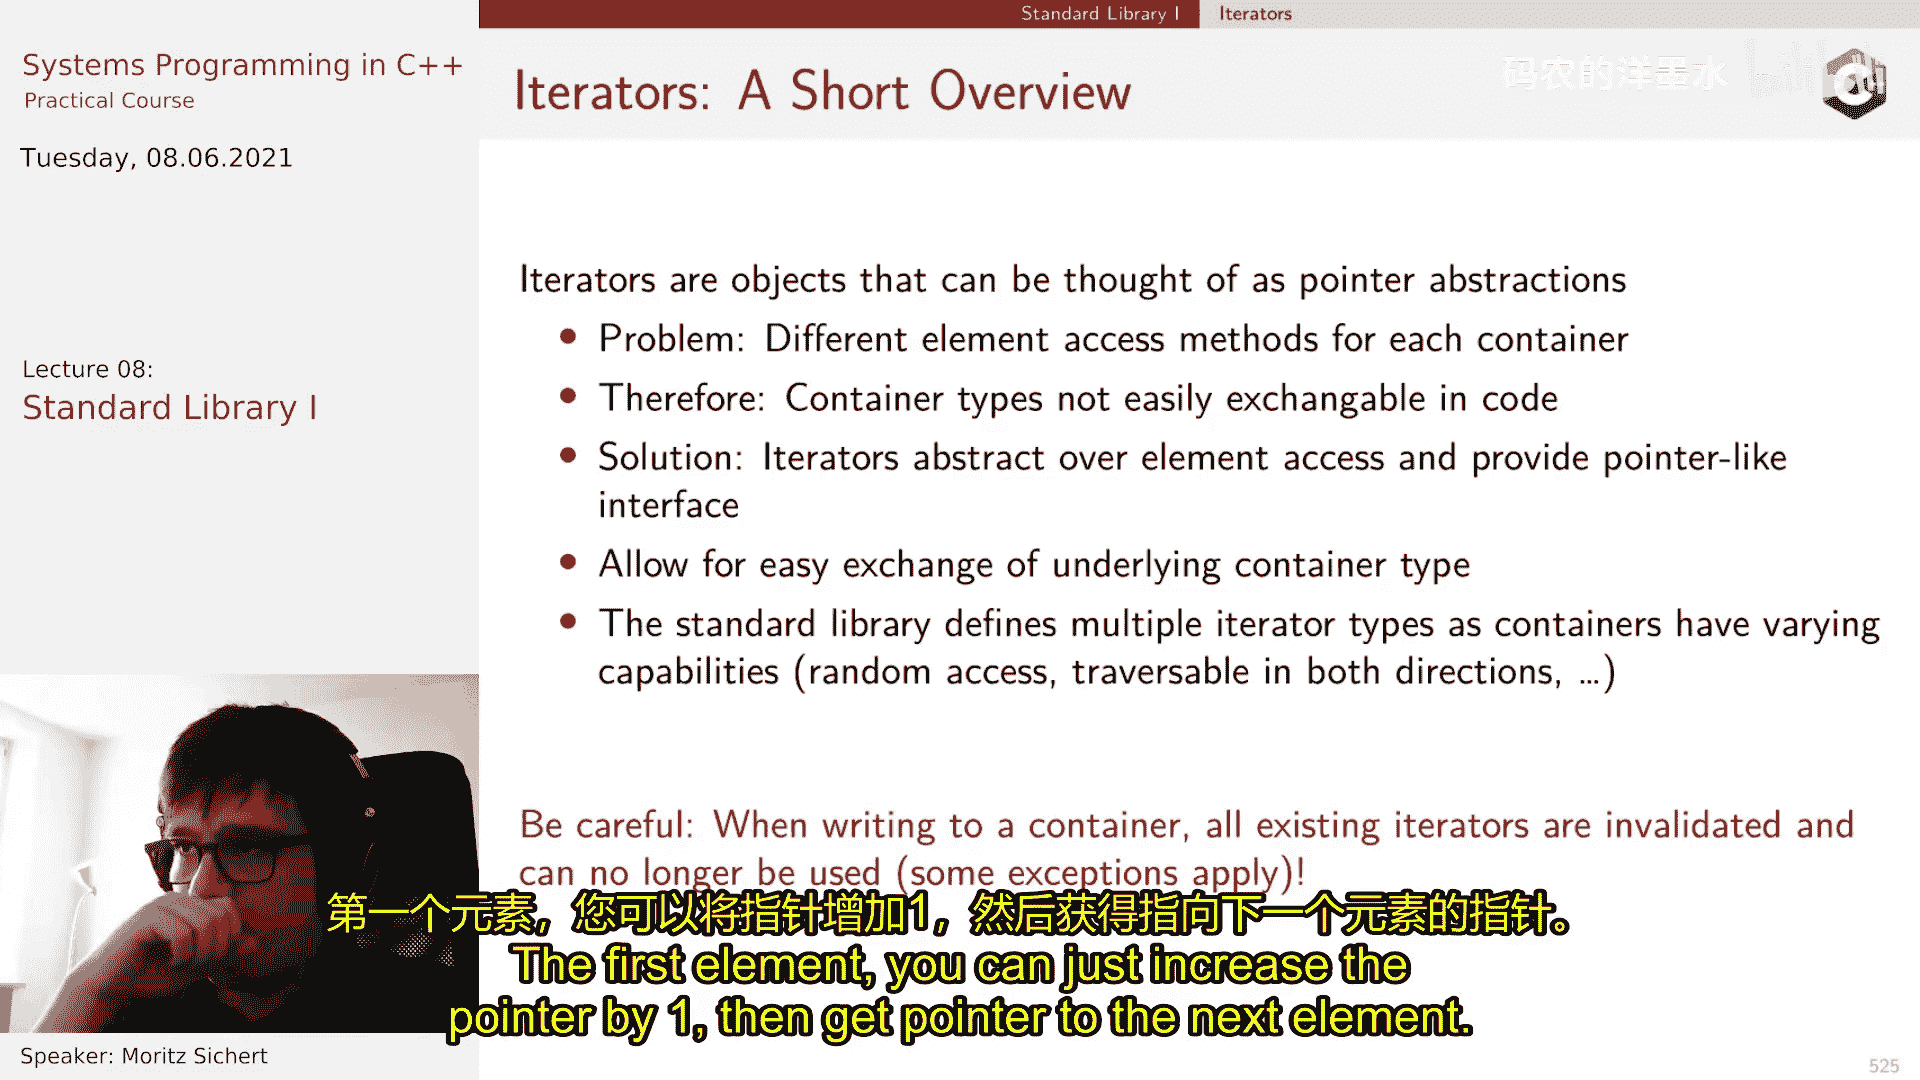 Standard Library I
Iterators
Systems Programming in C++
Practical Course
Tuesday, 08.06.2021
Lecture 08:
Standard Library I
Iterators: A Short Overview
码农的洋墨水
Iterators are objects that can be thought of as pointer abstractions
• Problem: Different element access methods for each container
• Therefore: Container types not easily exchangable in code
• Solution: Iterators abstract over element access and provide pointer-like
interface
• Allow for easy exchange of underlying container type
• The standard library defines multiple iterator types as containers have varying
capabilities (random access, traversable in both directions, …)
Be careful: When writing to a container, all existing iterators are invalidated and
can no longer be used (some exceptions apply)!
第一个元素，您可以将指针增加1，然后获得指向下一个元素的指针。
The first element, you can just increase the
pointer by 1, then get pointer to the next element.
Speaker: Moritz Sichert
525